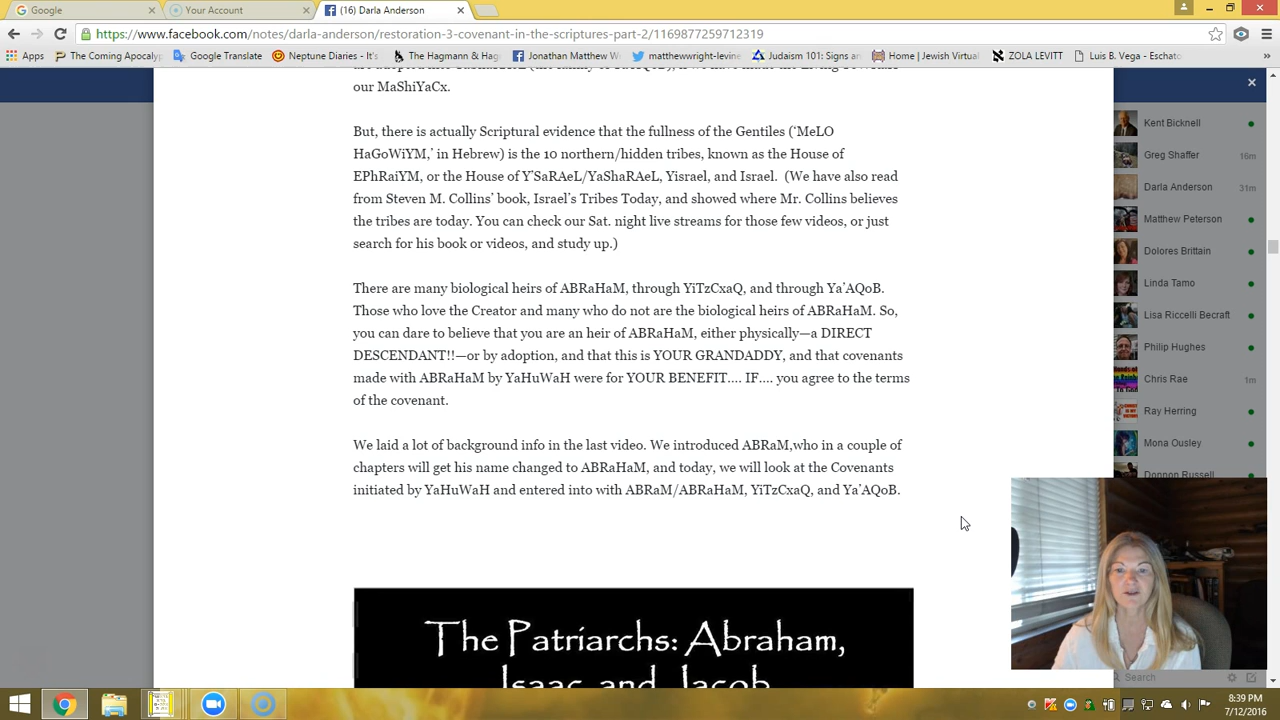 Google
Your Account
(16) Darla Anderson
https://www.facebook.com/notes/darla-anderson/restoration-3-covenant-in-the-scriptures-part-2/1169877259712319
Apps
The Coming Apocalyp
Google Translate
Neptune Diaries - It's
The Hagmann & Hag
Jonathan Matthew W
matthewwright-levine
Judaism 101: Signs an
Home | Jewish Virtual
ZOLA LEVITT
Luis B. Vega - Eschato
our MaShiYaCx.
But, there is actually Scriptural evidence that the fullness of the Gentiles (‘MeLO
HaGoWiYM,’ in Hebrew) is the 10 northern/hidden tribes, known as the House of
EPhRaiYM, or the House of Y’SaRAeL/YaShaRAeL, Yisrael, and Israel.  (We have also read
from Steven M. Collins’ book, Israel’s Tribes Today, and showed where Mr. Collins believes
the tribes are today. You can check our Sat. night live streams for those few videos, or just
search for his book or videos, and study up.)
There are many biological heirs of ABRaHaM, through YiTzCxaQ, and through Ya’AQoB.
Those who love the Creator and many who do not are the biological heirs of ABRaHaM. So,
you can dare to believe that you are an heir of ABRaHaM, either physically—a DIRECT
DESCENDANT!!—or by adoption, and that this is YOUR GRANDADDY, and that covenants
made with ABRaHaM by YaHuWaH were for YOUR BENEFIT…. IF…. you agree to the terms
of the covenant.
We laid a lot of background info in the last video. We introduced ABRaM,who in a couple of
chapters will get his name changed to ABRaHaM, and today, we will look at the Covenants
initiated by YaHuWaH and entered into with ABRaM/ABRaHaM, YiTzCxaQ, and Ya’AQoB.
The Patriarchs: Abraham,
Isaac and Jacob
Kent Bicknell
Greg Shaffer 16m
Darla Anderson 31m
Matthew Peterson
Dolores Brittain
Linda Tamo
Lisa Riccelli Becraft
Philip Hughes
Chris Rae 1m
Ray Herring
Mona Ousley
Donnon Russell
Search
8:39 PM
7/12/2016